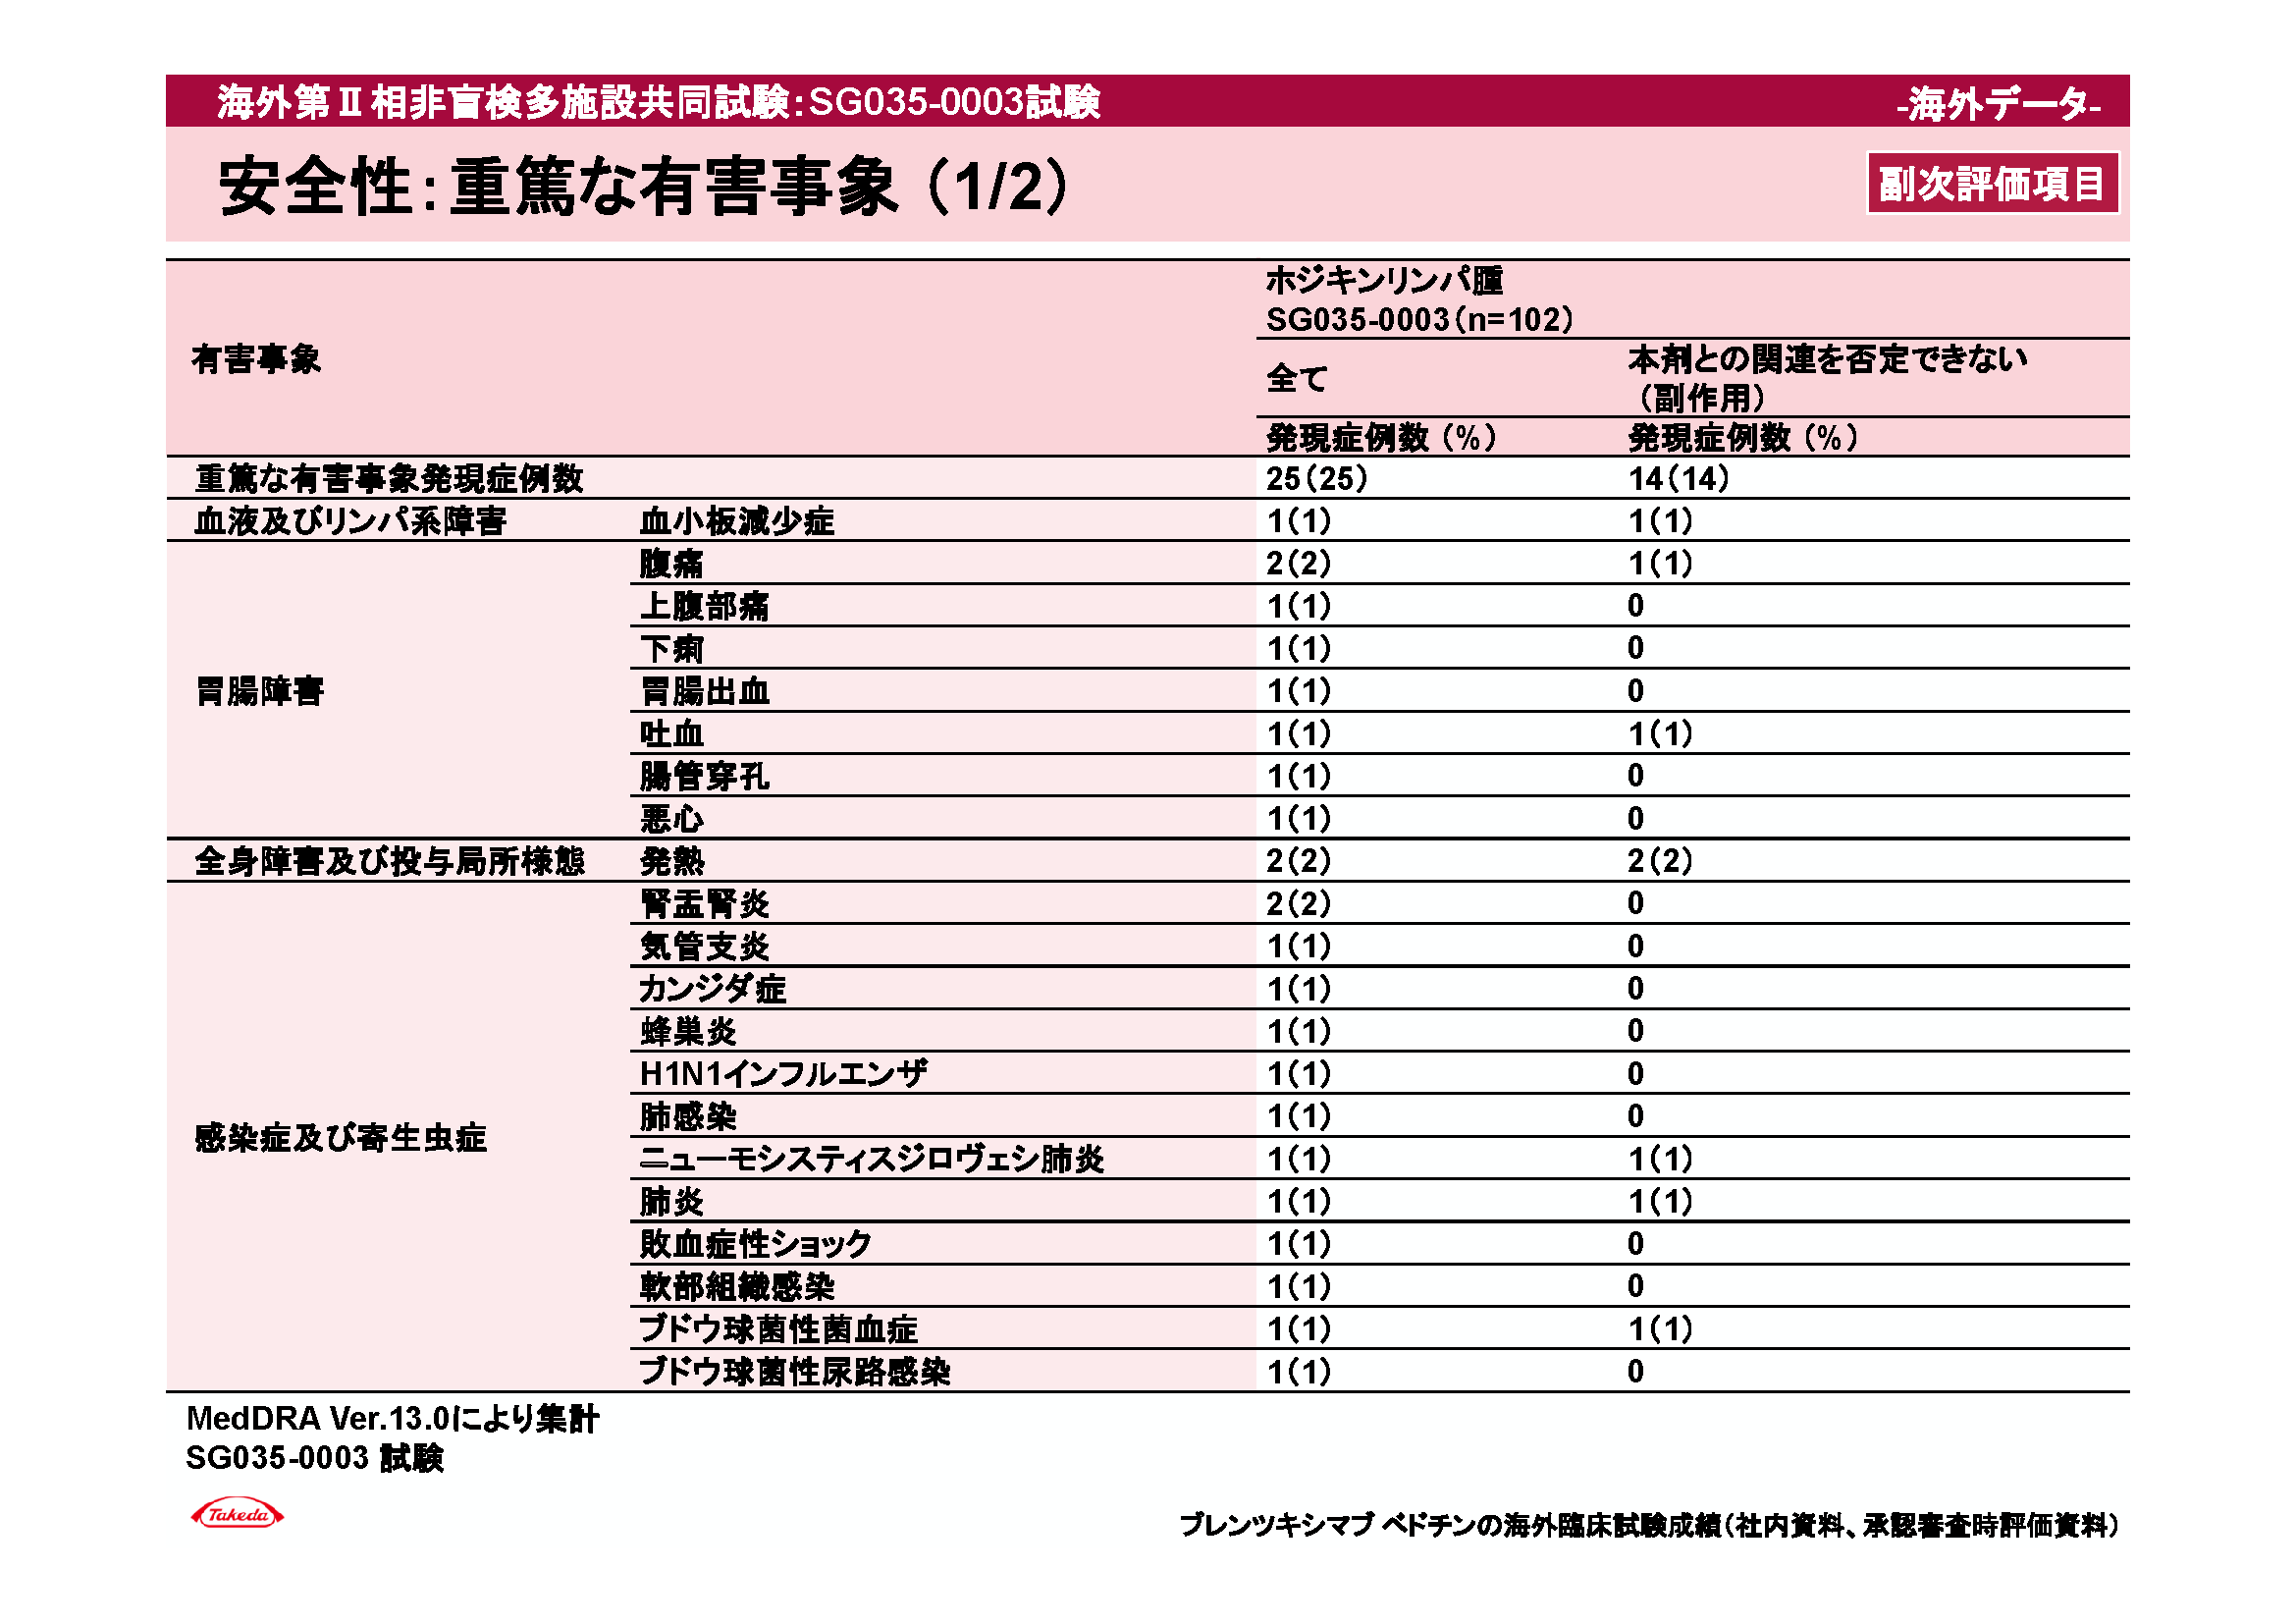 海外第Ⅱ相非盲検多施設共同試験：SG035-0003試験
-海外データ-
安全性：重篤な有害事象（1/2）
副次評価項目
有害事象
ホジキンリンパ腫
SG035-0003（n=102）
全て
本剤との関連を否定できない
（副作用）
発現症例数（%）
発現症例数（%）
重篤な有害事象発現症例数 25（25） 14（14）
血液及びリンパ系障害 血小板減少症 1（1） 1（1）
胃腸障害
腹痛 2（2） 1（1）
上腹部痛 1（1） 0
下痢 1（1） 0
胃腸出血 1（1） 0
吐血 1（1） 1（1）
腸管穿孔 1（1） 0
悪心 1（1） 0
全身障害及び投与局所様態 発熱 2（2） 2（2）
感染症及び寄生虫症
腎盂腎炎 2（2） 0
気管支炎 1（1） 0
カンジダ症 1（1） 0
蜂巣炎 1（1） 0
H1N1インフルエンザ 1（1） 0
肺感染 1（1） 0
ニューモシスティスジロヴェシ肺炎 1（1） 1（1）
肺炎 1（1） 1（1）
敗血症性ショック 1（1） 0
軟部組織感染 1（1） 0
ブドウ球菌性菌血症 1（1） 1（1）
ブドウ球菌性尿路感染 1（1） 0
MedDRA Ver.13.0により集計
SG035-0003 試験
Takeda
ブレンツキシマブ ベドチンの海外臨床試験成績（社内資料、承認審査時評価資料）